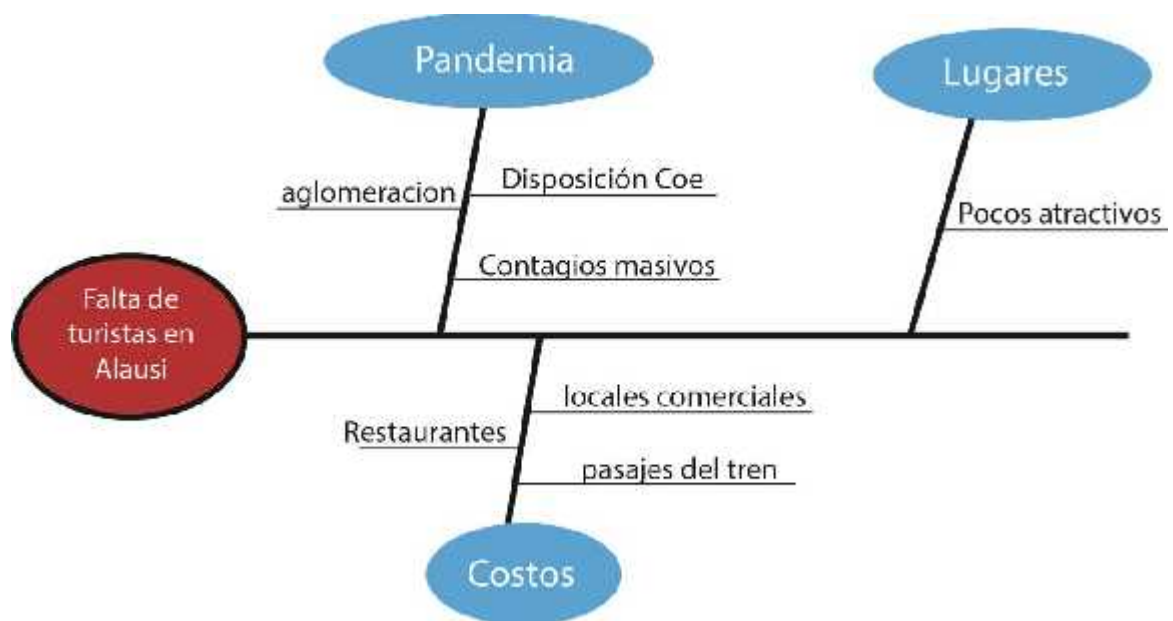 Pandemia
Lugares
aglomeracion
Disposición Coe
Pocos atractivos
Contagios masivos
Falta de
turistas en
Alausi
locales comerciales
Restaurantes
pasajes del tren
Costos